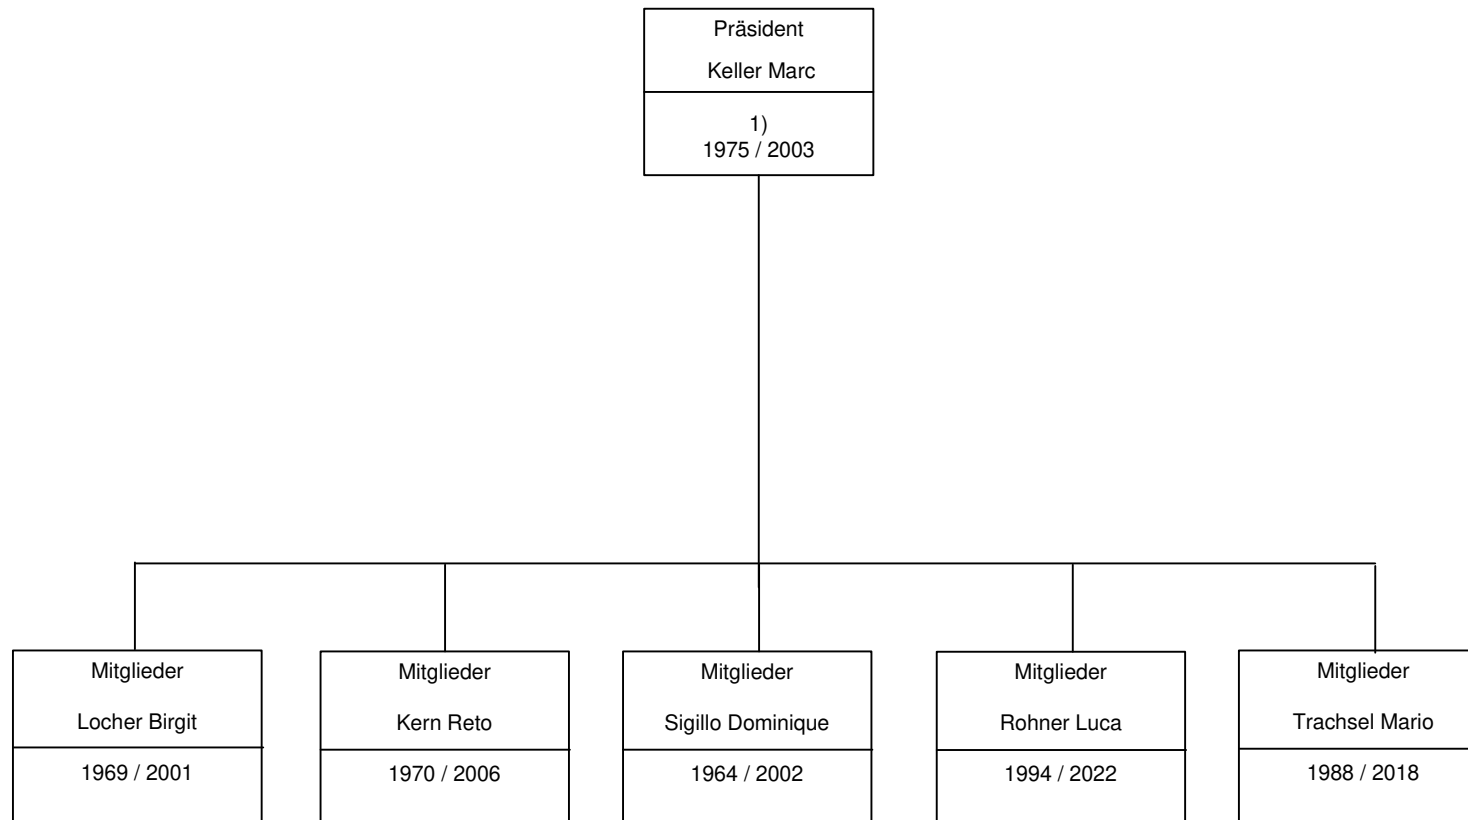 Präsident
Keller Marc
1)
1975 / 2003
Mitglieder
Locher Birgit
1969 / 2001
Mitglieder
Kern Reto
1970 / 2006
Mitglieder
Sigillo Dominique
1964 / 2002
Mitglieder
Rohner Luca
1994 / 2022
Mitglieder
Trachsel Mario
1988 / 2018